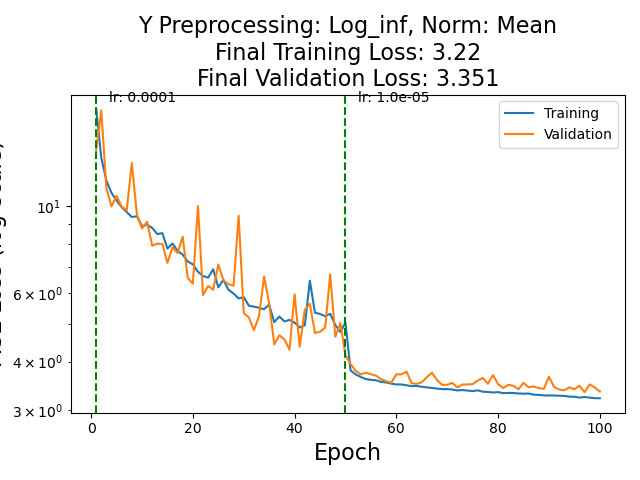 Y Preprocessing: Log_inf, Norm: Mean
Final Training Loss: 3.22
Final Validation Loss: 3.351
lr: 0.0001
lr: 1.0e-05
Training
Validation
10¹
6 × 10⁰
4 × 10⁰
3 × 10⁰
0 20 40 60 80 100
Epoch